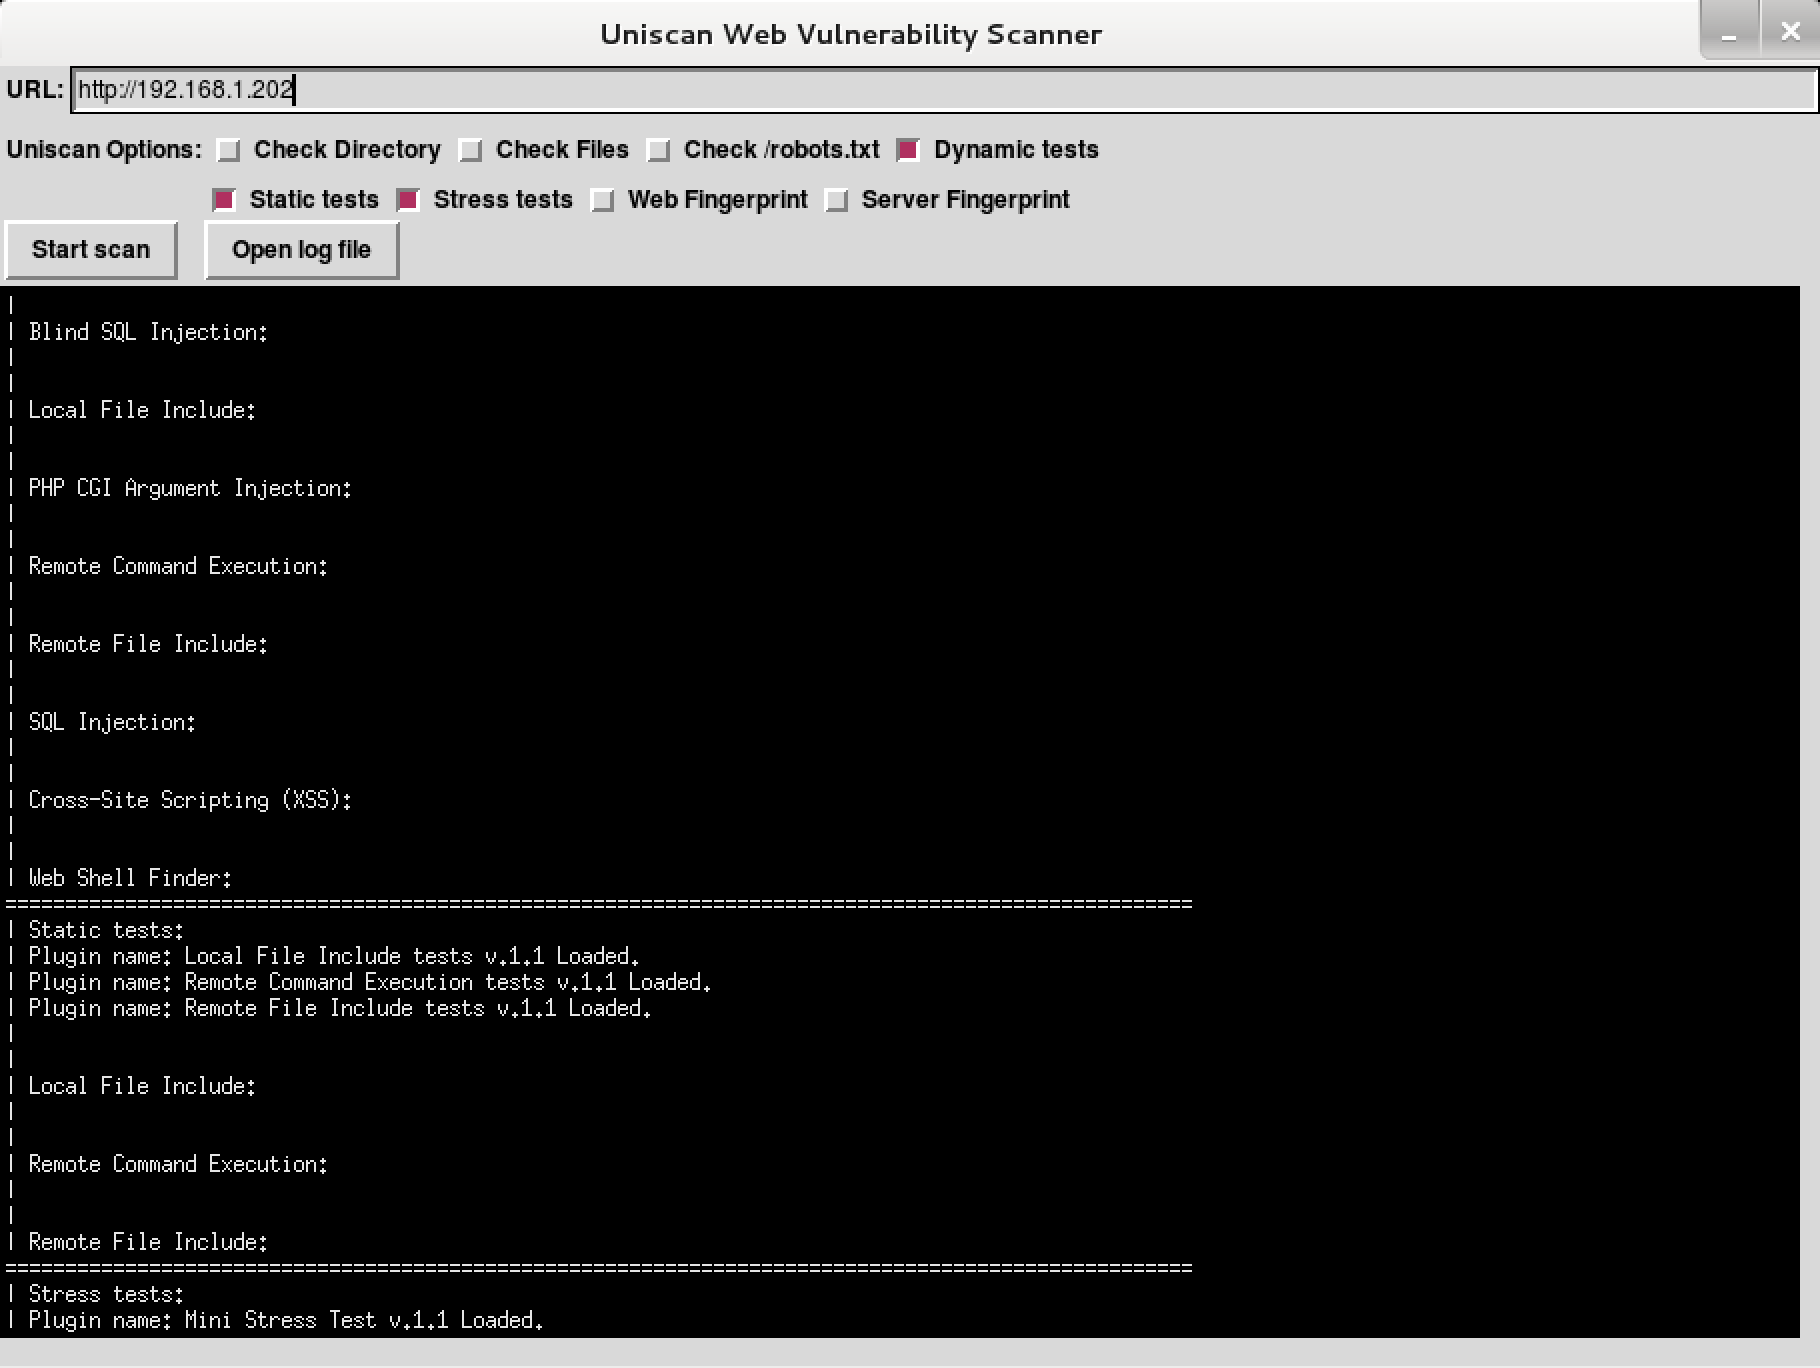 Uniscan Web Vulnerability Scanner
URL: http://192.168.1.202
Uniscan Options: Check Directory Check Files Check /robots.txt Dynamic tests
Static tests Stress tests Web Fingerprint Server Fingerprint
Start scan Open log file
|
| Blind SQL Injection:
|
|
| Local File Include:
|
|
| PHP CGI Argument Injection:
|
|
| Remote Command Execution:
|
|
| Remote File Include:
|
|
| SQL Injection:
|
|
| Cross-Site Scripting (XSS):
|
|
| Web Shell Finder:
===================================================================================================
| Static tests:
| Plugin name: Local File Include tests v.1.1 Loaded.
| Plugin name: Remote Command Execution tests v.1.1 Loaded.
| Plugin name: Remote File Include tests v.1.1 Loaded.
|
|
| Local File Include:
|
|
| Remote Command Execution:
|
|
| Remote File Include:
===================================================================================================
| Stress tests:
| Plugin name: Mini Stress Test v.1.1 Loaded.